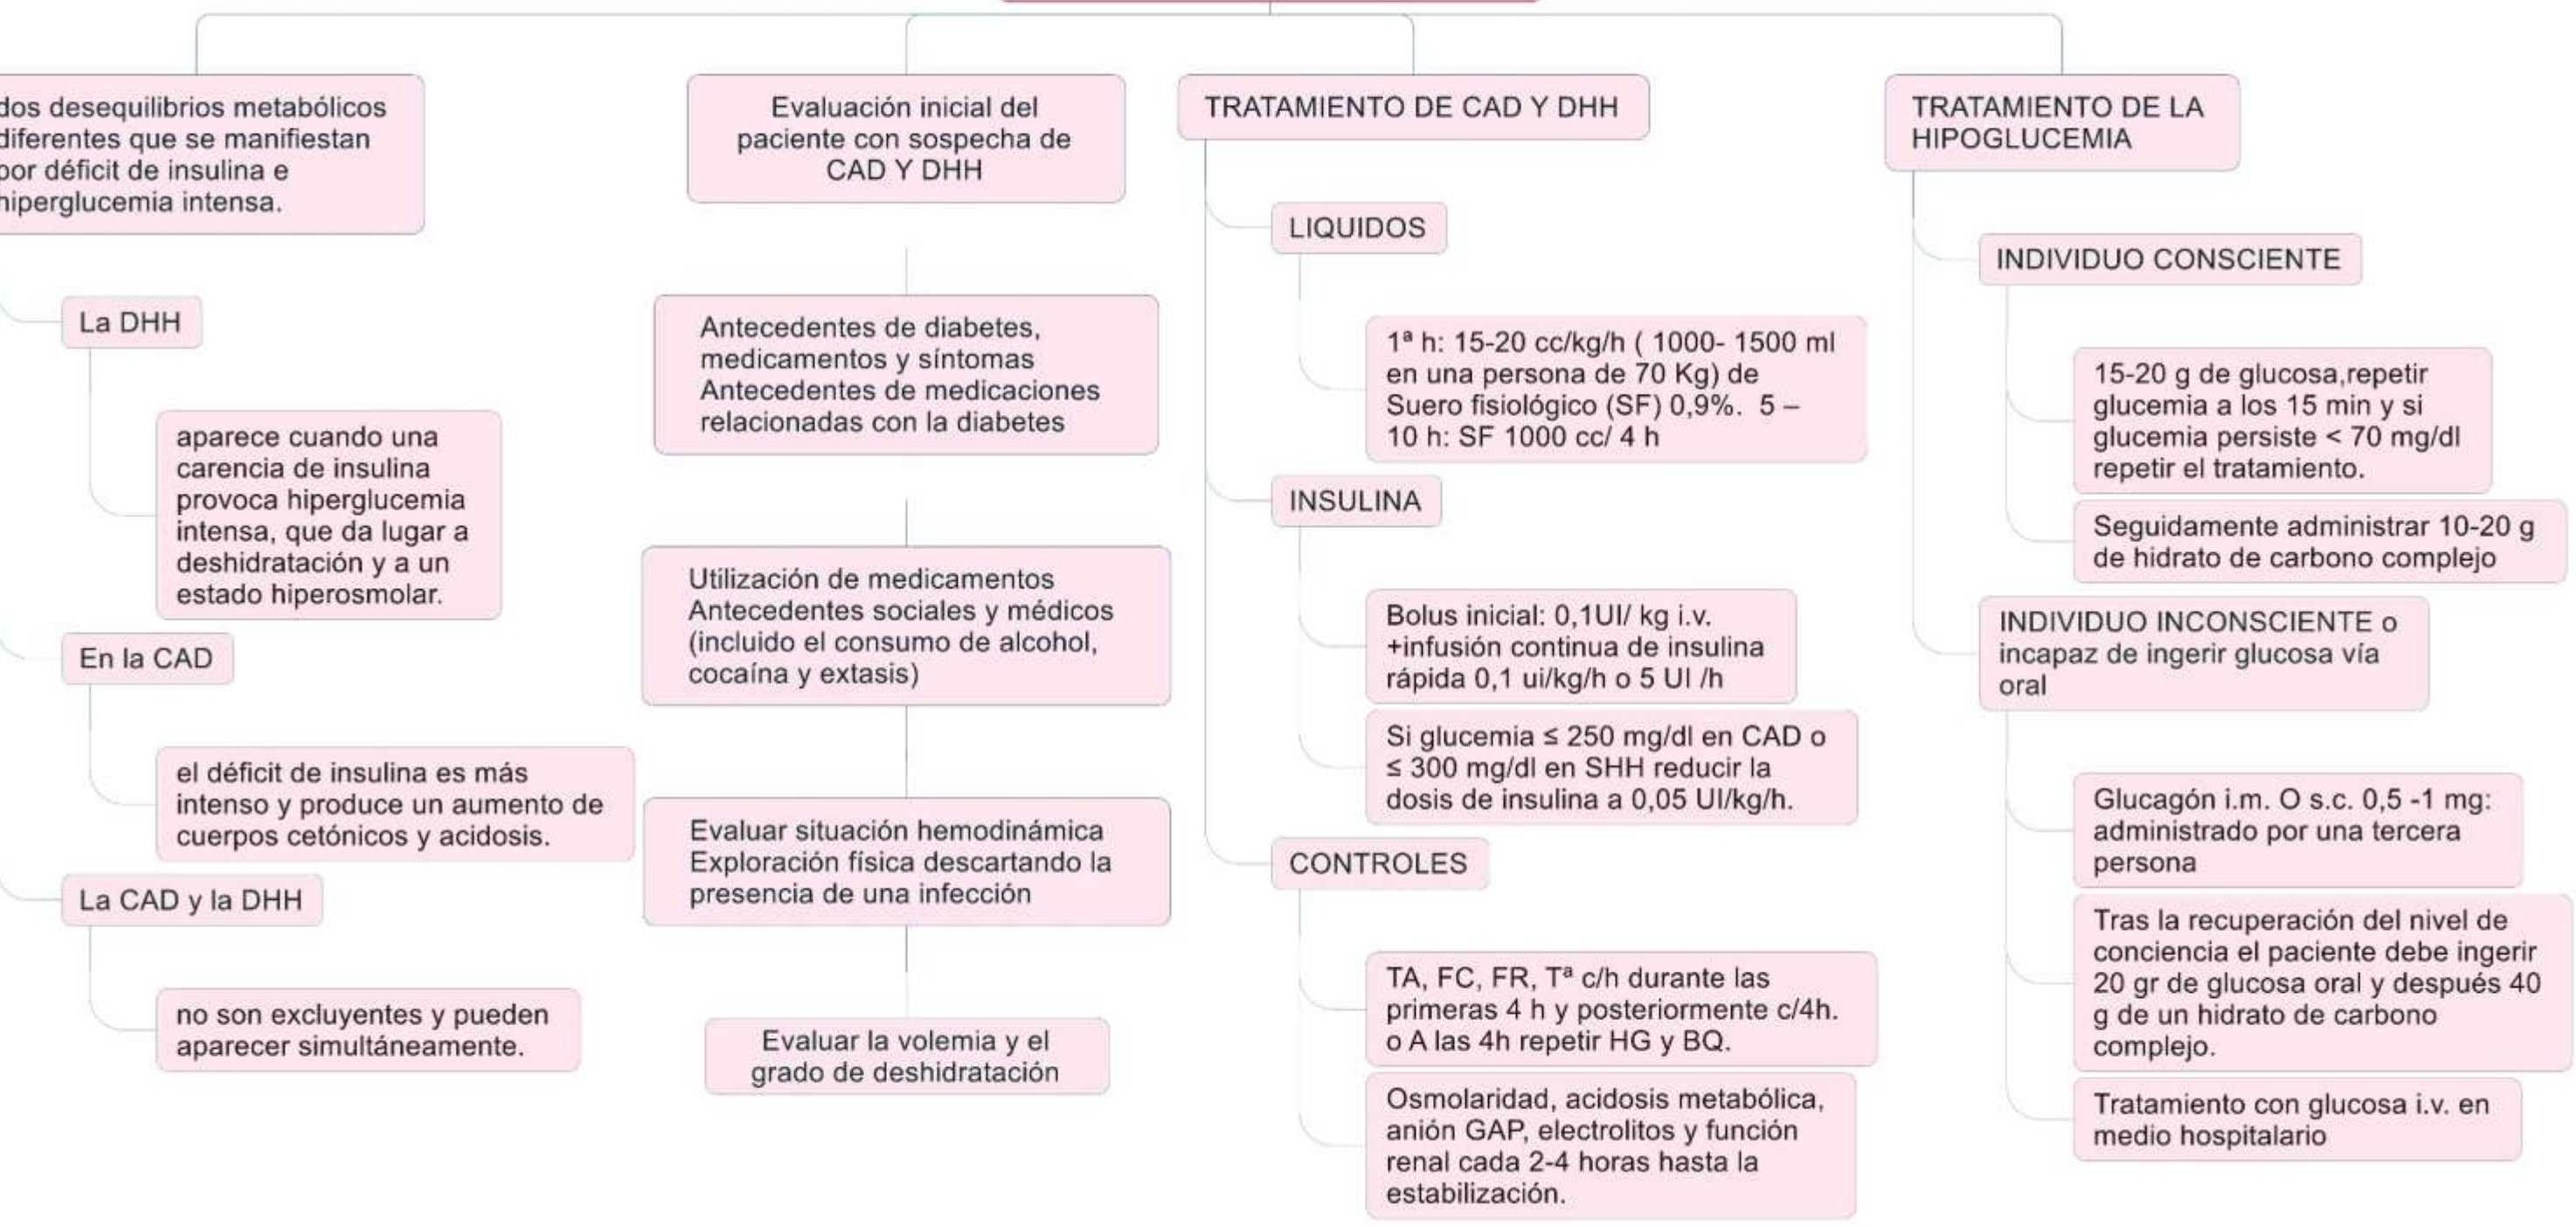 dos desequilibrios metabólicos
diferentes que se manifiestan
por déficit de insulina e
hiperglucemia intensa.
La DHH
aparece cuando una
carencia de insulina
provoca hiperglucemia
intensa, que da lugar a
deshidratación y a un
estado hiperosmolar.
En la CAD
el déficit de insulina es más
intenso y produce un aumento de
cuerpos cetónicos y acidosis.
La CAD y la DHH
no son excluyentes y pueden
aparecer simultáneamente.
Evaluación inicial del
paciente con sospecha de
CAD Y DHH
Antecedentes de diabetes,
medicamentos y síntomas
Antecedentes de medicaciones
relacionadas con la diabetes
Utilización de medicamentos
Antecedentes sociales y médicos
(incluido el consumo de alcohol,
cocaína y extasis)
Evaluar situación hemodinámica
Exploración física descartando la
presencia de una infección
Evaluar la volemia y el
grado de deshidratación
TRATAMIENTO DE CAD Y DHH
LIQUIDOS
1ª h: 15-20 cc/kg/h ( 1000- 1500 ml
en una persona de 70 Kg) de
Suero fisiológico (SF) 0,9%.  5 –
10 h: SF 1000 cc/ 4 h
INSULINA
Bolus inicial: 0,1UI/ kg i.v.
+infusión continua de insulina
rápida 0,1 ui/kg/h o 5 UI /h
Si glucemia ≤ 250 mg/dl en CAD o
≤ 300 mg/dl en SHH reducir la
dosis de insulina a 0,05 UI/kg/h.
CONTROLES
TA, FC, FR, Tª c/h durante las
primeras 4 h y posteriormente c/4h.
o A las 4h repetir HG y BQ.
Osmolaridad, acidosis metabólica,
anión GAP, electrolitos y función
renal cada 2-4 horas hasta la
estabilización.
TRATAMIENTO DE LA
HIPOGLUCEMIA
INDIVIDUO CONSCIENTE
15-20 g de glucosa,repetir
glucemia a los 15 min y si
glucemia persiste < 70 mg/dl
repetir el tratamiento.
Seguidamente administrar 10-20 g
de hidrato de carbono complejo
INDIVIDUO INCONSCIENTE o
incapaz de ingerir glucosa vía
oral
Glucagón i.m. O s.c. 0,5 -1 mg:
administrado por una tercera
persona
Tras la recuperación del nivel de
conciencia el paciente debe ingerir
20 gr de glucosa oral y después 40
g de un hidrato de carbono
complejo.
Tratamiento con glucosa i.v. en
medio hospitalario